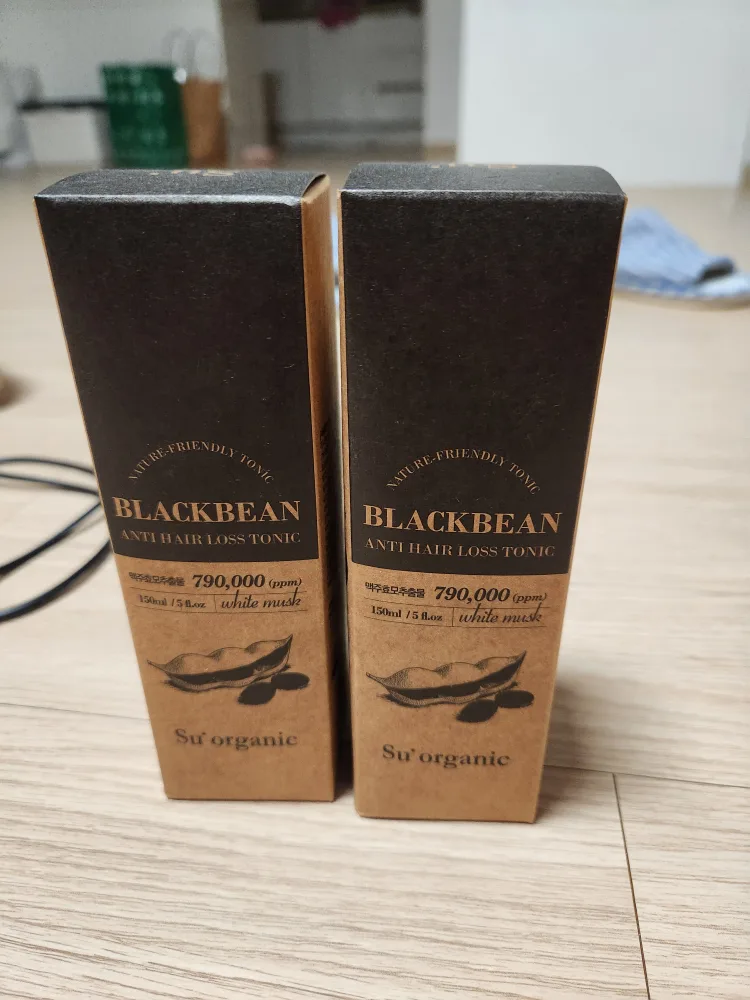 NATURE-FRIENDLY TONIC
BLACKBEAN
ANTI HAIR LOSS TONIC
맥주효모추출물 790,000 (ppm)
150ml / 5 fl.oz white musk
Su' organic
NATURE-FRIENDLY TONIC
BLACKBEAN
ANTI HAIR LOSS TONIC
맥주효모추출물 790,000 (ppm)
150ml / 5 fl.oz white musk
Su' organic